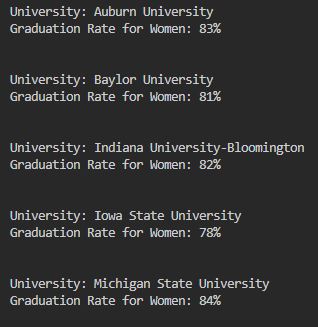 University: Auburn University
Graduation Rate for Women: 83%
University: Baylor University
Graduation Rate for Women: 81%
University: Indiana University-Bloomington
Graduation Rate for Women: 82%
University: Iowa State University
Graduation Rate for Women: 78%
University: Michigan State University
Graduation Rate for Women: 84%